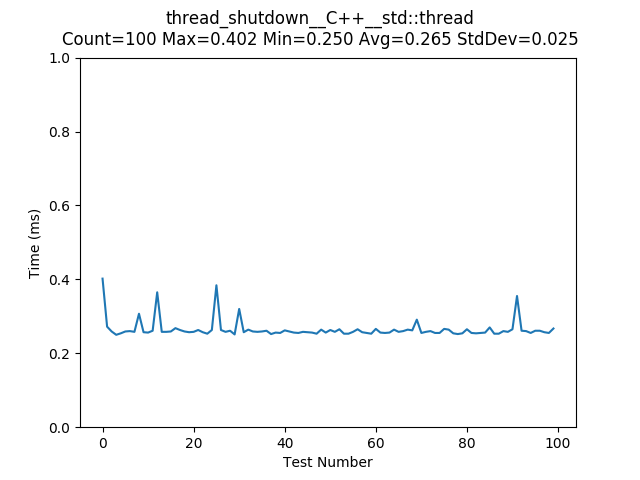 thread_shutdown__C++__std::thread
Count=100 Max=0.402 Min=0.250 Avg=0.265 StdDev=0.025
1.0
0.8
0.6
0.4
0.2
0.0
Time (ms)
0 20 40 60 80 100
Test Number